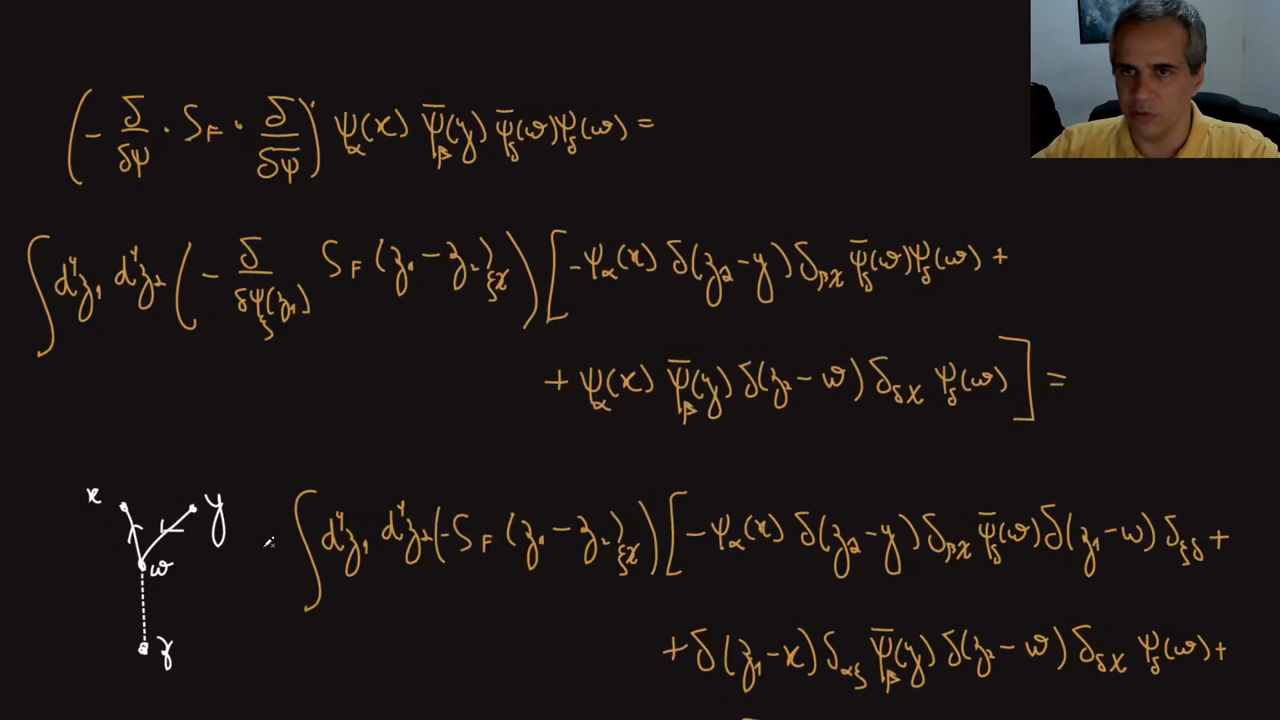 (- δ/δψ · S_F · δ/δψ̄) ψ_α(x) ψ̄_β(y) ψ̄_δ(w)ψ_δ(w) =
∫ d⁴z₁ d⁴z₂ (- δ/δψ_ξ(z₁) S_F(z₁-z₂)_ξχ) [-ψ_α(x) δ(z₂-y) δ_βχ ψ̄_δ(w)ψ_δ(w) +
+ ψ_α(x) ψ̄_β(y) δ(z₂-w) δ_δχ ψ_δ(w)] =
x y
∫ d⁴z₁ d⁴z₂ (-S_F(z₁-z₂)_ξχ) [-ψ_α(x) δ(z₂-y) δ_βχ ψ̄_δ(w) δ(z₁-w) δ_ξδ +
w
+ δ(z₁-x) δ_αξ ψ̄_β(y) δ(z₂-w) δ_δχ ψ_δ(w) +
z